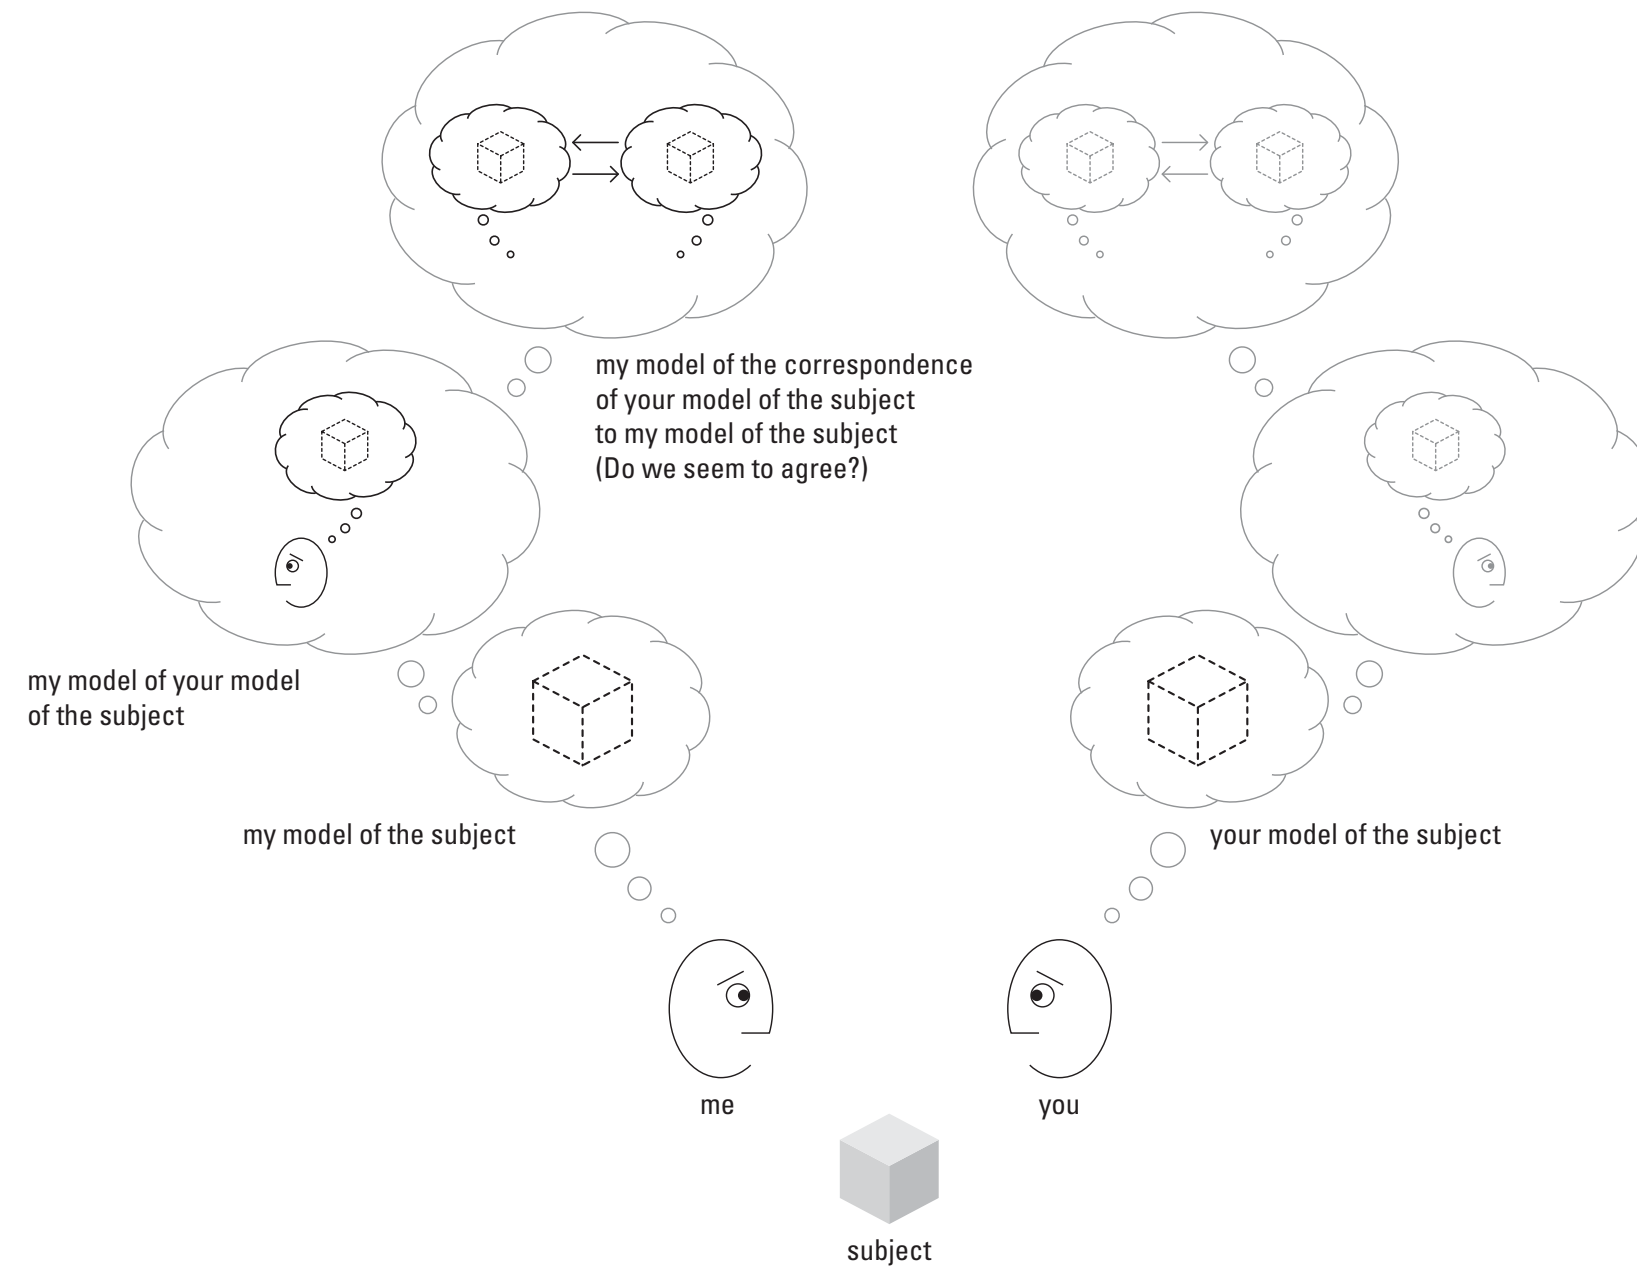 my model of the correspondence
of your model of the subject
to my model of the subject
(Do we seem to agree?)
my model of your model
of the subject
my model of the subject
your model of the subject
me
you
subject